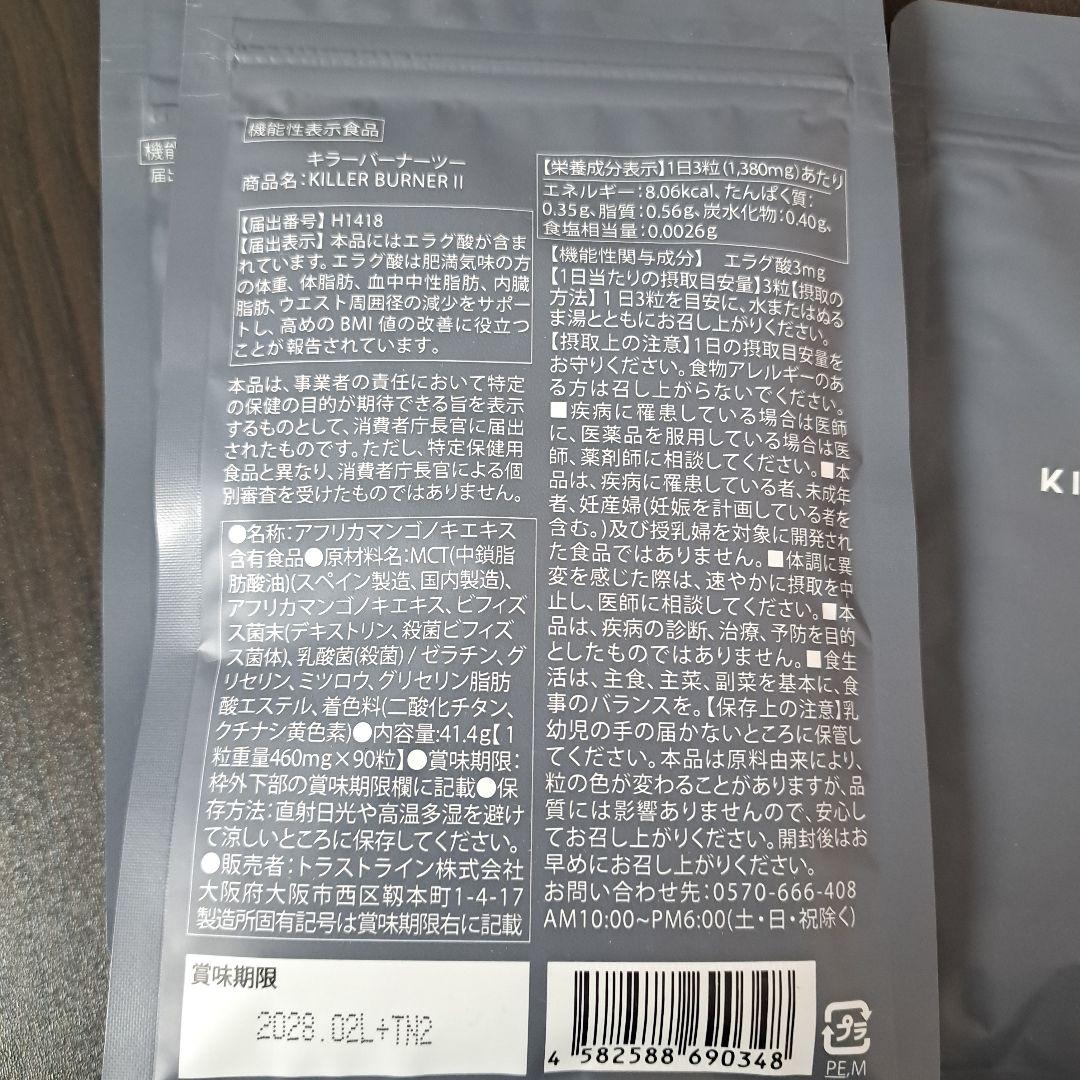 機能性表示食品
キラーバーナーツー
商品名：KILLER BURNER II
【届出番号】H1418
【届出表示】本品にはエラグ酸が含ま
れています。エラグ酸は肥満気味の方
の体重、体脂肪、血中中性脂肪、内臓
脂肪、ウエスト周囲径の減少をサポー
トし、高めのBMI値の改善に役立つ
ことが報告されています。
本品は、事業者の責任において特定
の保健の目的が期待できる旨を表示
するものとして、消費者庁長官に届出
されたものです。ただし、特定保健用
食品と異なり、消費者庁長官による個
別審査を受けたものではありません。
●名称：アフリカマンゴノキエキス
含有食品●原材料名：MCT(中鎖脂
肪酸油)(スペイン製造、国内製造)、
アフリカマンゴノキエキス、ビフィズ
ス菌末(デキストリン、殺菌ビフィズ
ス菌体)、乳酸菌(殺菌) / ゼラチン、グ
リセリン、ミツロウ、グリセリン脂肪
酸エステル、着色料(二酸化チタン、
クチナシ黄色素)●内容量：41.4g【1
粒重量460mg×90粒】●賞味期限：
枠外下部の賞味期限欄に記載●保
存方法：直射日光や高温多湿を避け
て涼しいところに保存してください。
●販売者：トラストライン株式会社
大阪府大阪市西区靱本町1-4-17
製造所固有記号は賞味期限右に記載
賞味期限
2028.02L+TN2
【栄養成分表示】1日3粒(1,380mg)あたり
エネルギー：8.06kcal、たんぱく質：
0.35g、脂質：0.56g、炭水化物：0.40g、
食塩相当量：0.0026g
【機能性関与成分】 エラグ酸3mg
【1日当たりの摂取目安量】3粒【摂取の
方法】1日3粒を目安に、水またはぬる
ま湯とともにお召し上がりください。
【摂取上の注意】1日の摂取目安量を
お守りください。食物アレルギーのあ
る方は召し上がらないでください。
■疾病に罹患している場合は医師
に、医薬品を服用している場合は医
師、薬剤師に相談してください。■本
品は、疾病に罹患している者、未成年
者、妊産婦(妊娠を計画している者を
含む。)及び授乳婦を対象に開発され
た食品ではありません。■体調に異
変を感じた際は、速やかに摂取を中
止し、医師に相談してください。■本
品は、疾病の診断、治療、予防を目的
としたものではありません。■食生
活は、主食、主菜、副菜を基本に、食
事のバランスを。【保存上の注意】乳
幼児の手の届かないところに保管し
てください。本品は原料由来により、
粒の色が変わることがありますが、品
質には影響ありませんので、安心し
てお召し上がりください。開封後はお
早めにお召し上がりください。
お問い合わせ先：0570-666-408
AM10:00~PM6:00(土・日・祝除く)
4 582588 690348
プラ
PE,M
機能
届
KI